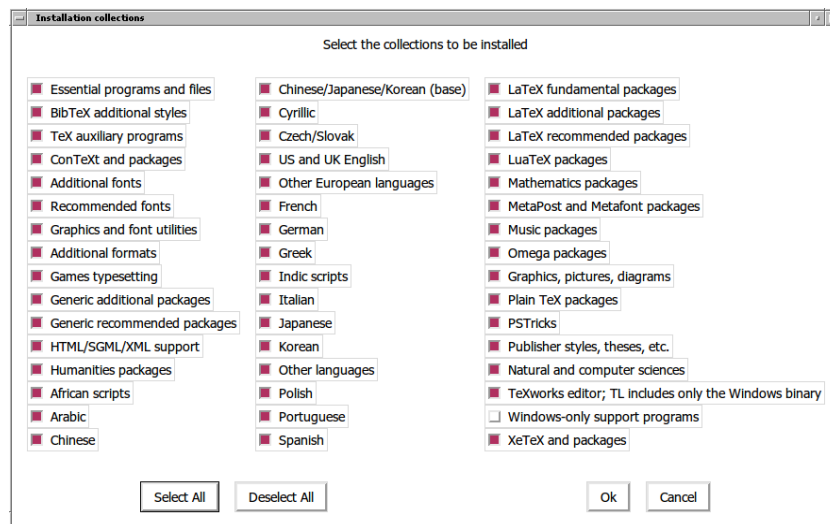 Installation collections
Select the collections to be installed
Essential programs and files
BibTeX additional styles
TeX auxiliary programs
ConTeXt and packages
Additional fonts
Recommended fonts
Graphics and font utilities
Additional formats
Games typesetting
Generic additional packages
Generic recommended packages
HTML/SGML/XML support
Humanities packages
African scripts
Arabic
Chinese
Chinese/Japanese/Korean (base)
Cyrillic
Czech/Slovak
US and UK English
Other European languages
French
German
Greek
Indic scripts
Italian
Japanese
Korean
Other languages
Polish
Portuguese
Spanish
LaTeX fundamental packages
LaTeX additional packages
LaTeX recommended packages
LuaTeX packages
Mathematics packages
MetaPost and Metafont packages
Music packages
Omega packages
Graphics, pictures, diagrams
Plain TeX packages
PSTricks
Publisher styles, theses, etc.
Natural and computer sciences
TeXworks editor; TL includes only the Windows binary
Windows-only support programs
XeTeX and packages
Select All
Deselect All
Ok
Cancel